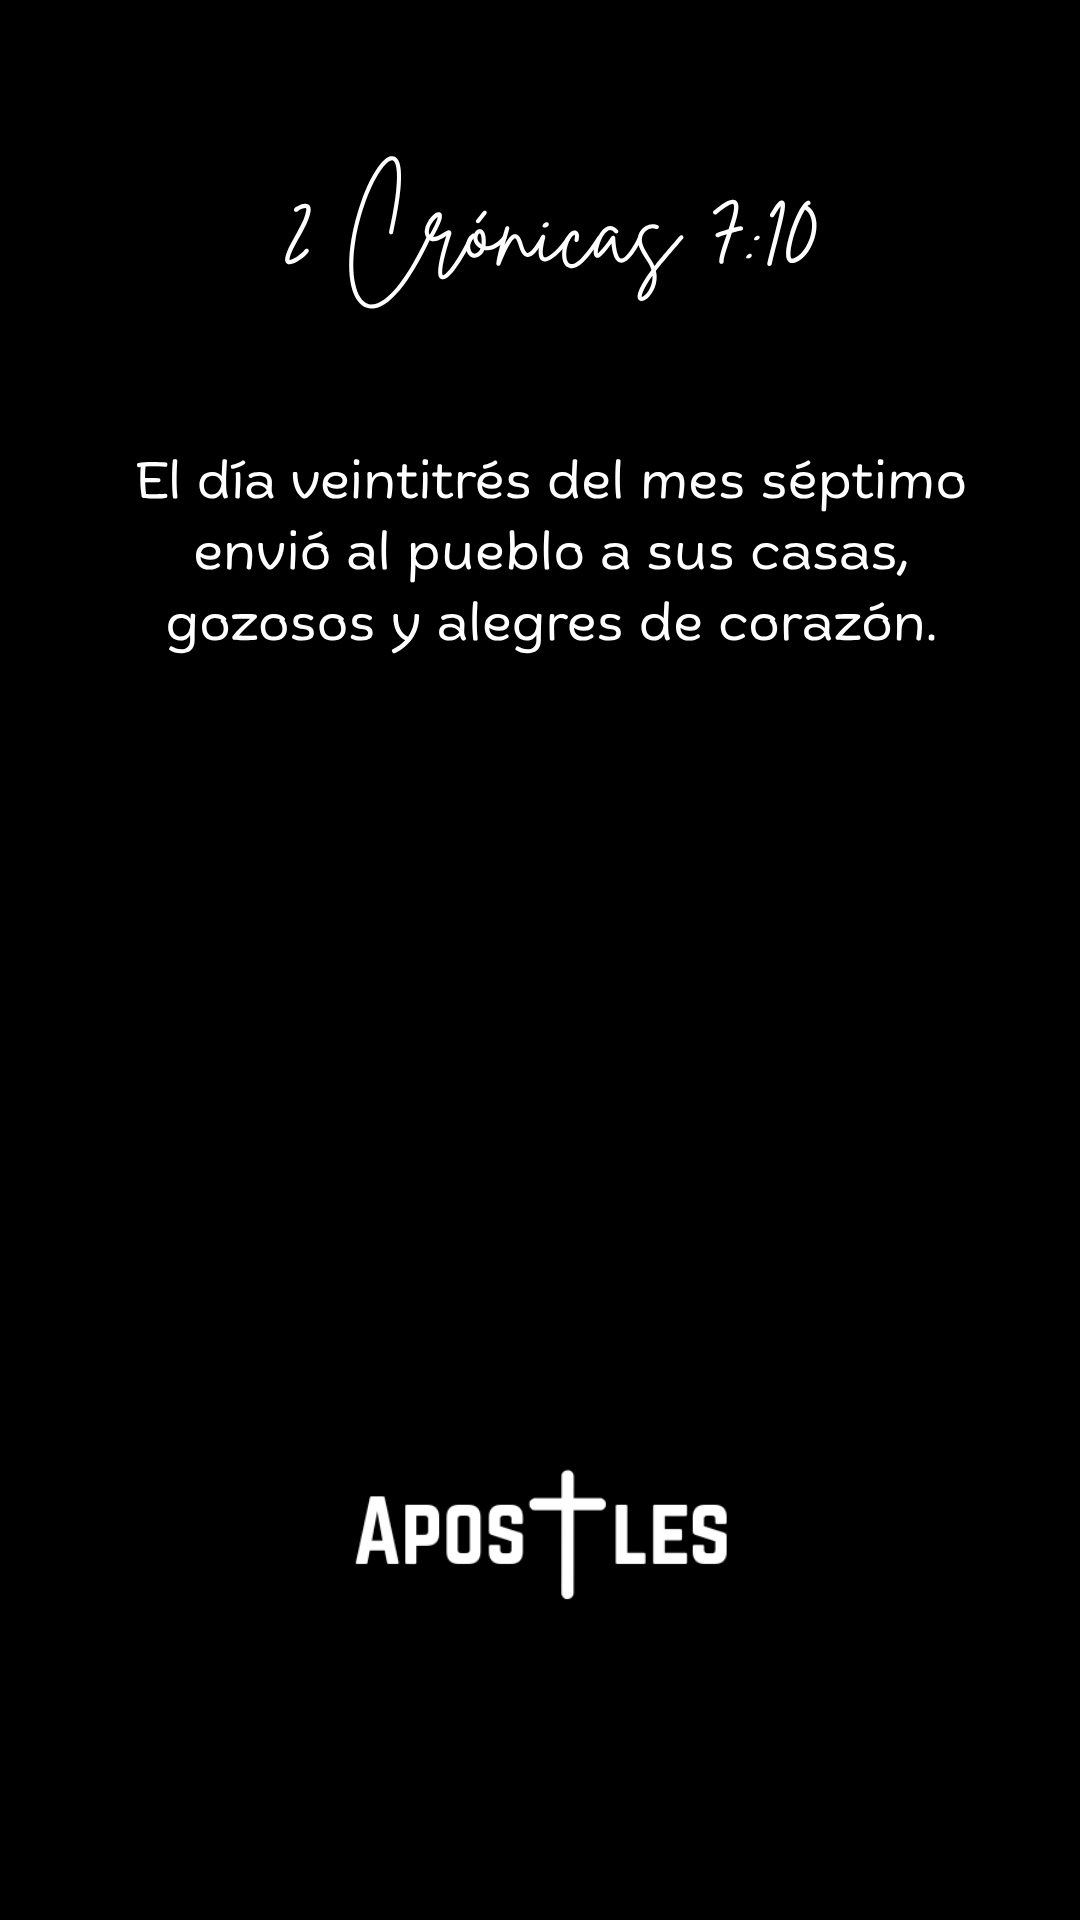 2 Crónicas 7:10
El día veintitrés del mes séptimo
envió al pueblo a sus casas,
gozosos y alegres de corazón.
APOSTLES